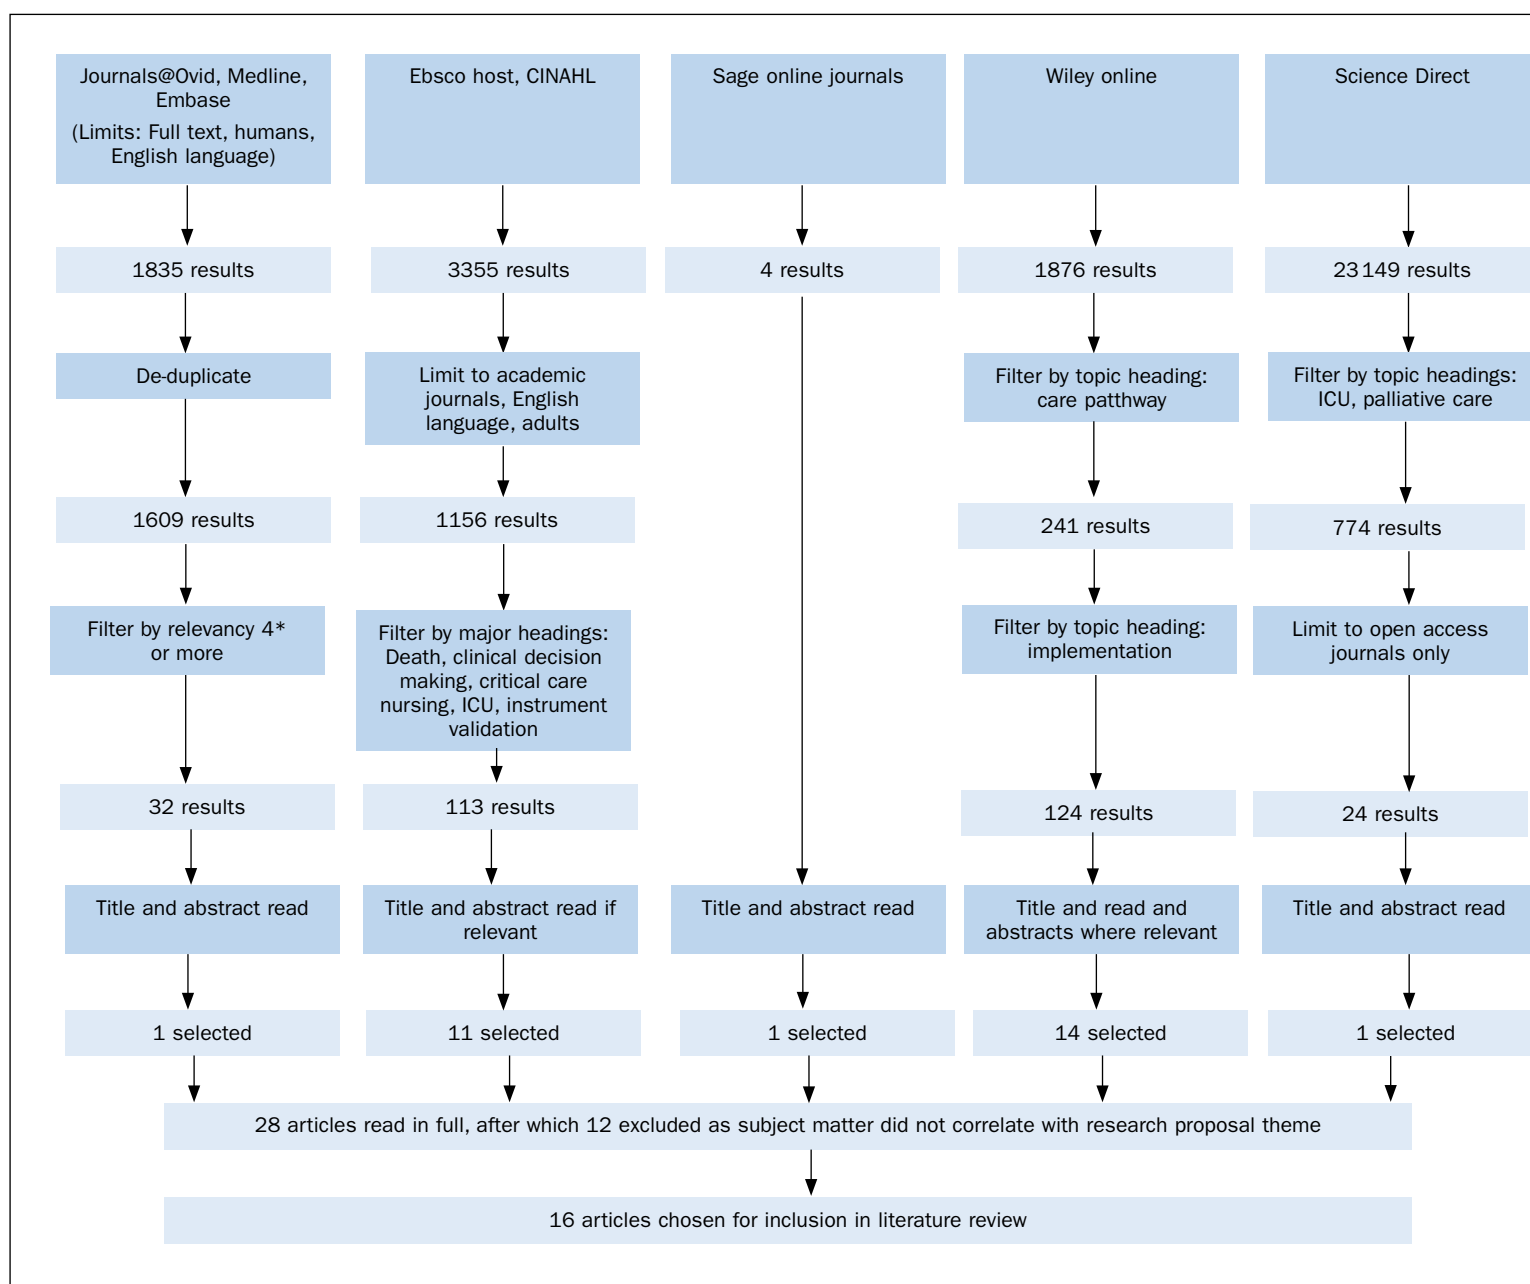 Journals@Ovid, Medline,
Embase
(Limits: Full text, humans,
English language)
Ebsco host, CINAHL
Sage online journals
Wiley online
Science Direct
1835 results
3355 results
4 results
1876 results
23149 results
De-duplicate
Limit to academic
journals, English
language, adults
Filter by topic heading:
care patthway
Filter by topic headings:
ICU, palliative care
1609 results
1156 results
241 results
774 results
Filter by relevancy 4*
or more
Filter by major headings:
Death, clinical decision
making, critical care
nursing, ICU, instrument
validation
Filter by topic heading:
implementation
Limit to open access
journals only
32 results
113 results
124 results
24 results
Title and abstract read
Title and abstract read if
relevant
Title and abstract read
Title and read and
abstracts where relevant
Title and abstract read
1 selected
11 selected
1 selected
14 selected
1 selected
28 articles read in full, after which 12 excluded as subject matter did not correlate with research proposal theme
16 articles chosen for inclusion in literature review